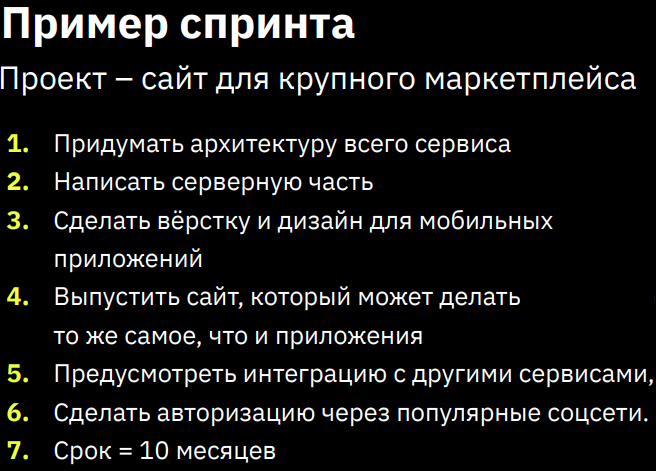 Пример спринта
Проект – сайт для крупного маркетплейса
1. Придумать архитектуру всего сервиса
2. Написать серверную часть
3. Сделать вёрстку и дизайн для мобильных
приложений
4. Выпустить сайт, который может делать
то же самое, что и приложения
5. Предусмотреть интеграцию с другими сервисами,
6. Сделать авторизацию через популярные соцсети.
7. Срок = 10 месяцев